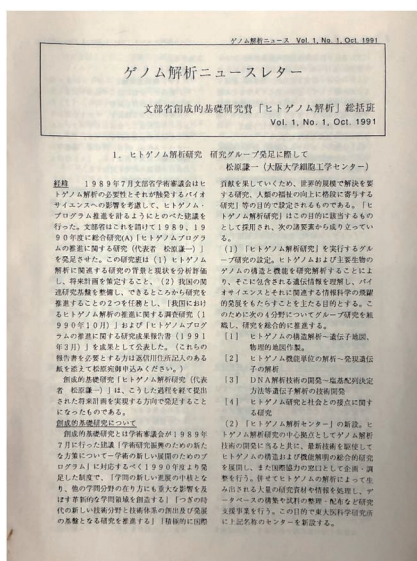 ゲノム解析ニュース Vol. 1, No. 1, Oct. 1991
ゲノム解析ニュースレター
文部省創成的基礎研究費「ヒトゲノム解析」総括班
Vol. 1, No. 1, Oct. 1991
1. ヒトゲノム解析研究 研究グループ発足に際して
松原謙一(大阪大学細胞工学センター)
経緯 1989年7月文部省学術審議会はヒ
トゲノム解析の必要性とそれが触発するバイオ
サイエンスへの影響を考慮して、ヒトゲノム・
プログラム推進を計るようにとのべた建議を
行った。文部省はこれを請けて1989、19
90年度に総合研究(A)「ヒトゲノムプログラ
ムの推進に関する研究(代表者 松原謙一)」
を発足させた。この研究班は(1)ヒトゲノム
解析に関連する研究の背景と現状を分析評価
し、将来計画を策定すること、(2)我国の関
連研究基盤を整備し、できるところから研究を
推進することの2つを任務とし、「我国におけ
るヒトゲノム解析の推進に関する調査研究(1
990年10月)」および「ヒトゲノムプログ
ラムの推進に関する研究成果報告書(1991
年3月)」を成果として公表した。(これらの
報告書を必要とする方は返信用住所記入のある
紙を添えて松原宛御申込みください。)
創成的基礎研究「ヒトゲノム解析研究(代表
者 松原謙一)」は、こうした過程を経て提出
された将来計画を実現する方向で発足すること
になったものである。
創成的基礎研究について
創成的基礎研究とは学術審議会が1989年
7月に行った建議「学術研究振興のための新た
な方策について−学術の新しい展開のためのプ
ログラム」に対応するべく1990年度より発
足した制度で、「学問の新しい進展の中核とな
り、他の学問分野の在り方にも重大な影響を及
ぼす革新的な学問領域を創造する」「つぎの時
代の新しい技術分野と技術体系の創出及び発展
の基盤となる研究を推進する」「積極的に国際
貢献を果していくため、世界的規模で解決を要
する研究、人類の福祉の向上に格段に寄与する
研究」等の目的で設定されるものである。「ヒ
トゲノム解析研究」はこの目的に該当するもの
として採用され、次の諸要素から成り立ってい
る。
(1)「ヒトゲノム解析研究」を実行するグル
ープ研究の設定。ヒトゲノムおよび主要生物の
ゲノムの構造と機能を研究解析することによ
り、そこに包含される遺伝情報を理解し、バイ
オサイエンスとそれに関連する情報科学の飛躍
的発展をもたらすことを主たる目的とする。こ
のために次の4分野についてグループ研究を組
織し、研究を総合的に推進する。
[1] ヒトゲノムの構造解析−遺伝子地図、
物理的地図作製。
[2] ヒトゲノム機能単位の解析−発現遺伝
子の解析
[3] DNA解析技術の開発−塩基配列決定
方法等遺伝子解析の技術開発
[4] ヒトゲノム研究と社会との接点に関す
る研究
(2)「ヒトゲノム解析センター」の新設。ヒ
トゲノム解析研究の中心拠点としてゲノム解析
技術の開発に当ると共に、最新技術を駆使して
ヒトゲノムの構造および機能解明の総合的研究
を展開し、また国際協力の窓口として企画・調
整を行う。併せてヒトゲノムの解析によって生
み出される大量の研究資材や情報を処理し、デ
ータベースの構築や試料の整理・配布など研究
支援事業を行う。この目的で東大医科学研究所
に上記名称のセンターを新設する。